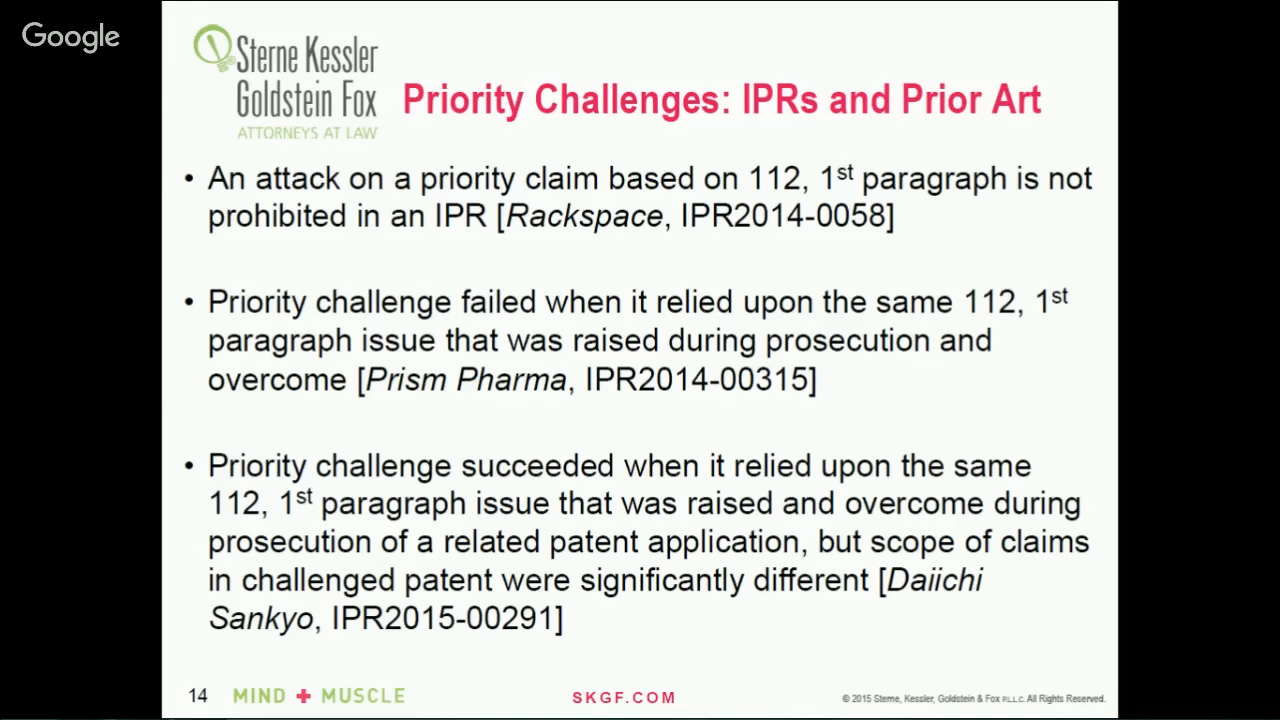 Google
Sterne Kessler
Goldstein Fox
ATTORNEYS AT LAW
Priority Challenges: IPRs and Prior Art
• An attack on a priority claim based on 112, 1st paragraph is not
prohibited in an IPR [Rackspace, IPR2014-0058]
• Priority challenge failed when it relied upon the same 112, 1st
paragraph issue that was raised during prosecution and
overcome [Prism Pharma, IPR2014-00315]
• Priority challenge succeeded when it relied upon the same
112, 1st paragraph issue that was raised and overcome during
prosecution of a related patent application, but scope of claims
in challenged patent were significantly different [Daiichi
Sankyo, IPR2015-00291]
14 MIND + MUSCLE SKGF.COM © 2015 Sterne, Kessler, Goldstein & Fox P.L.L.C. All Rights Reserved.